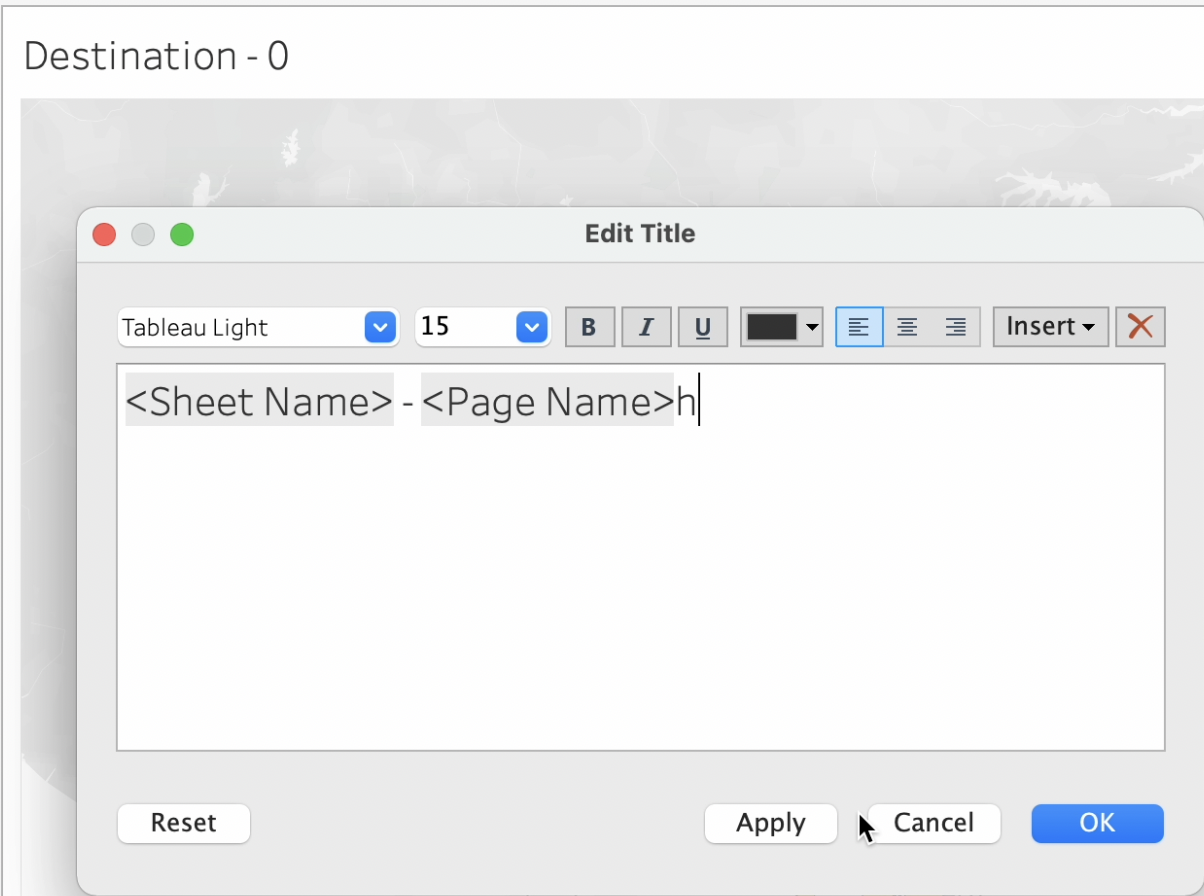 Destination - 0
Edit Title
Tableau Light 15 B I U Insert
<Sheet Name> - <Page Name>h
Reset Apply Cancel OK